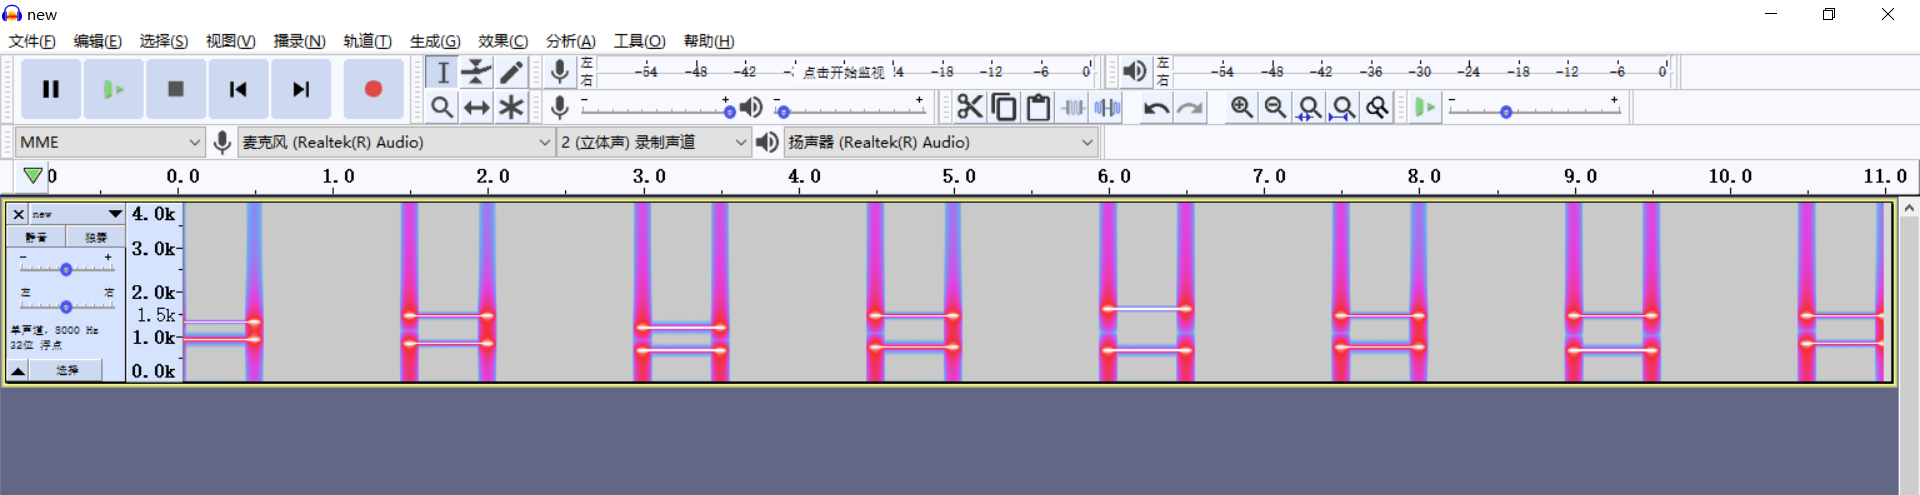 new
文件(F) 编辑(E) 选择(S) 视图(V) 播录(N) 轨道(T) 生成(G) 效果(C) 分析(A) 工具(O) 帮助(H)
左 -54 -48 -42 点击开始监视 -18 -12 -6 0 左 -54 -48 -42 -36 -30 -24 -18 -12 -6 0
右 右
- + - + - +
MME 麦克风 (Realtek(R) Audio) 2 (立体声) 录制声道 扬声器 (Realtek(R) Audio)
0 0.0 1.0 2.0 3.0 4.0 5.0 6.0 7.0 8.0 9.0 10.0 11.0
new 4.0k
静音 独奏
- + 3.0k
左 右 2.0k
1.5k
单声道, 8000 Hz 1.0k
32位 浮点
选择 0.0k